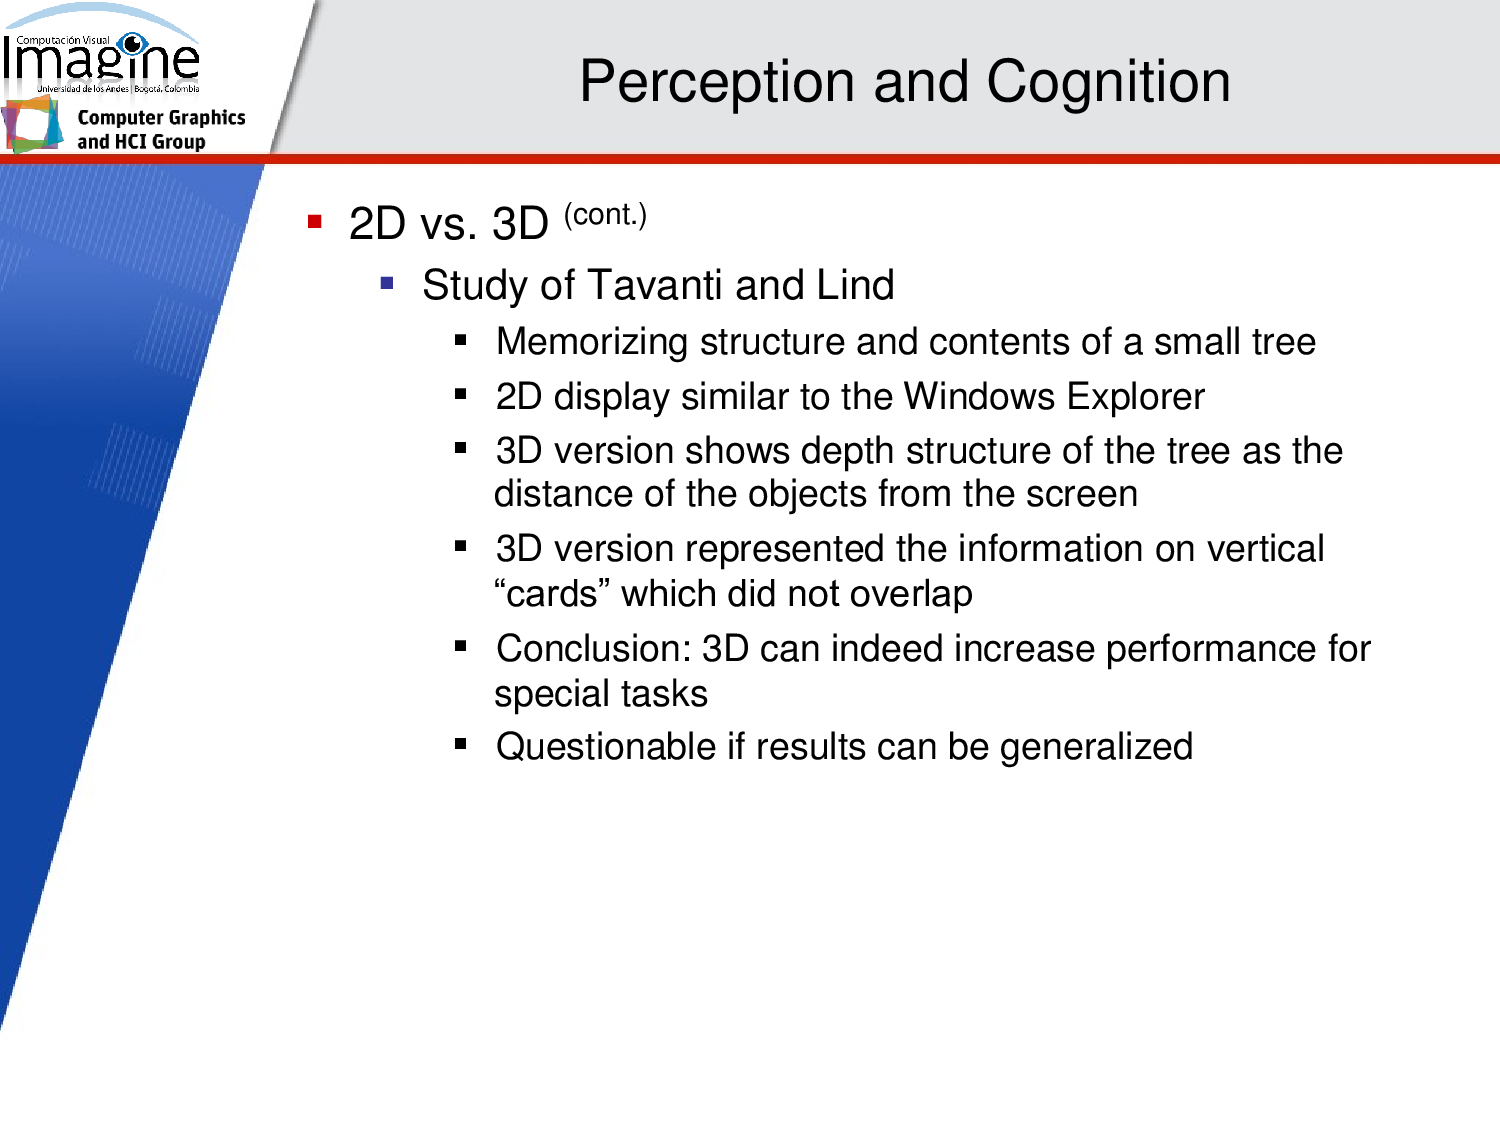 Computación Visual
Imagine
Universidad de los Andes | Bogotá, Colombia
Computer Graphics
and HCI Group
Perception and Cognition
2D vs. 3D (cont.)
Study of Tavanti and Lind
Memorizing structure and contents of a small tree
2D display similar to the Windows Explorer
3D version shows depth structure of the tree as the
distance of the objects from the screen
3D version represented the information on vertical
“cards” which did not overlap
Conclusion: 3D can indeed increase performance for
special tasks
Questionable if results can be generalized